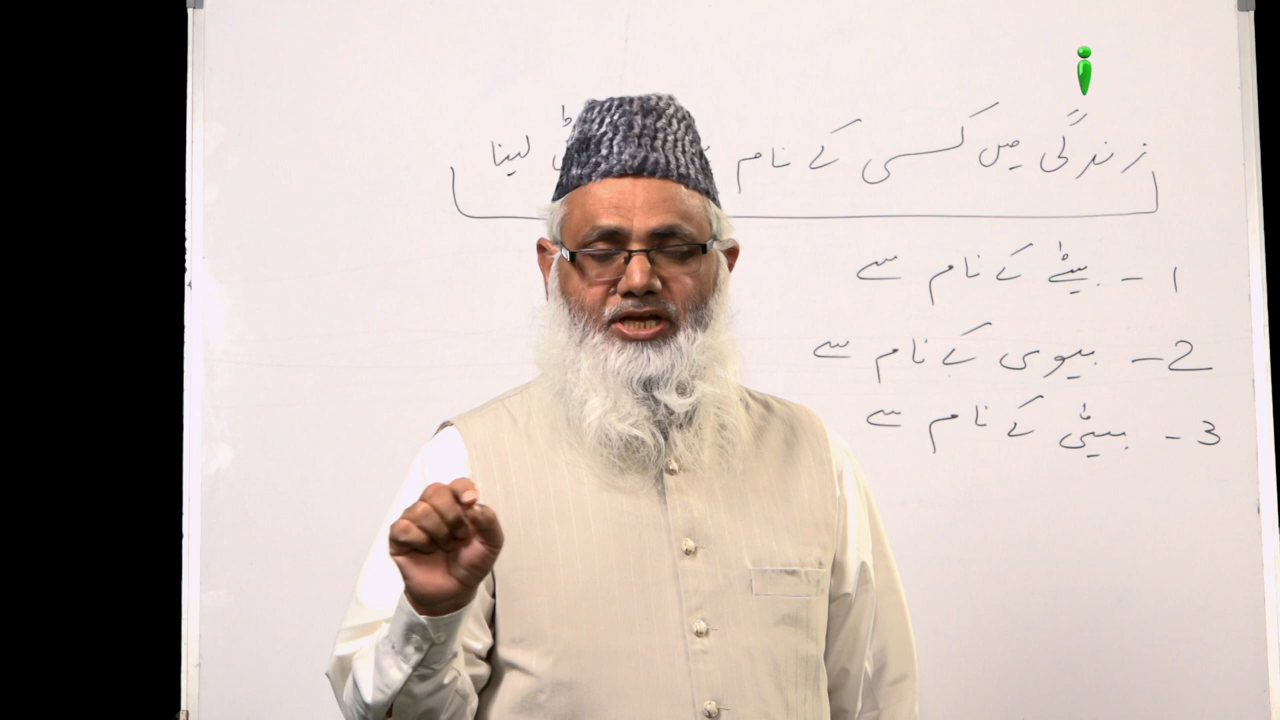 زندگی میں کسی کے نام لینا
1 - بیٹے کے نام سے
2 - بیوی کے نام سے
3 - بیٹی کے نام سے